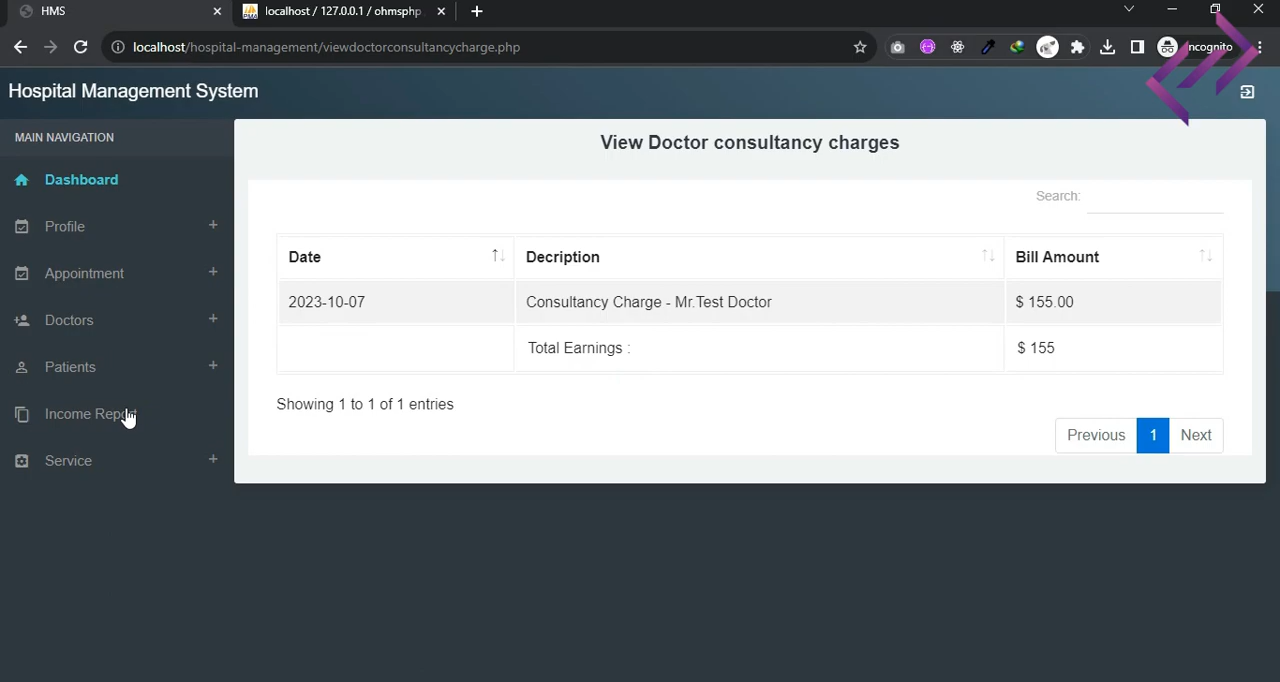 HMS
localhost / 127.0.0.1 / ohmsphp
localhost/hospital-management/viewdoctorconsultancycharge.php
Incognito
Hospital Management System
MAIN NAVIGATION
Dashboard
Profile
Appointment
Doctors
Patients
Income Report
Service
View Doctor consultancy charges
Search:
Date Decription Bill Amount
2023-10-07 Consultancy Charge - Mr.Test Doctor $ 155.00
Total Earnings : $ 155
Showing 1 to 1 of 1 entries
Previous 1 Next